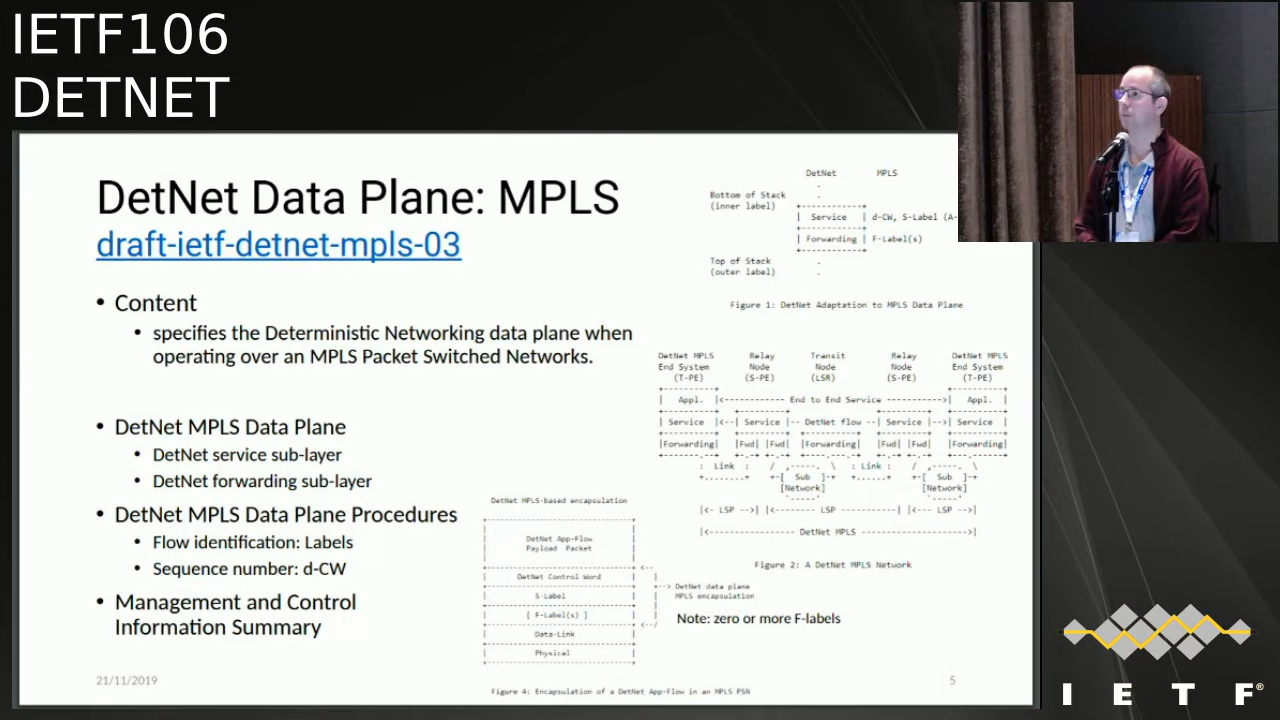 IETF106
DETNET
DetNet Data Plane: MPLS
draft-ietf-detnet-mpls-03
• Content
• specifies the Deterministic Networking data plane when
operating over an MPLS Packet Switched Networks.
• DetNet MPLS Data Plane
• DetNet service sub-layer
• DetNet forwarding sub-layer
• DetNet MPLS Data Plane Procedures
• Flow identification: Labels
• Sequence number: d-CW
• Management and Control
Information Summary
21/11/2019
DetNet MPLS
Bottom of Stack
(inner label)
Service d-CW, S-Label (A-
Forwarding F-Label(s)
Top of Stack
(outer label)
Figure 1: DetNet Adaptation to MPLS Data Plane
DetNet MPLS Relay Transit Relay DetNet MPLS
End System Node Node Node End System
(T-PE) (S-PE) (LSR) (S-PE) (T-PE)
| Appl. |<------------ End to End Service ----------->| Appl. |
| Service |<--| Service |-- DetNet flow --| Service |-->| Service |
|Forwarding| |Fwd| |Fwd| |Forwarding| |Fwd| |Fwd| |Forwarding|
: Link : / ,-----. \ : Link : / ,-----. \
+........+ +-[ Sub ]-+ +......+ +-[ Sub ]-+
[Network] [Network]
|<- LSP -->| |<-------- LSP -----------| |<--- LSP -->|
|<----------------- DetNet MPLS --------------------->|
Figure 2: A DetNet MPLS Network
DetNet MPLS-based encapsulation
DetNet App-Flow
Payload Packet
DetNet Control Word
S-Label
[ F-Label(s) ]
Data-Link
Physical
DetNet data plane
MPLS encapsulation
Note: zero or more F-labels
Figure 4: Encapsulation of a DetNet App-Flow in an MPLS PSN
5
IETF®